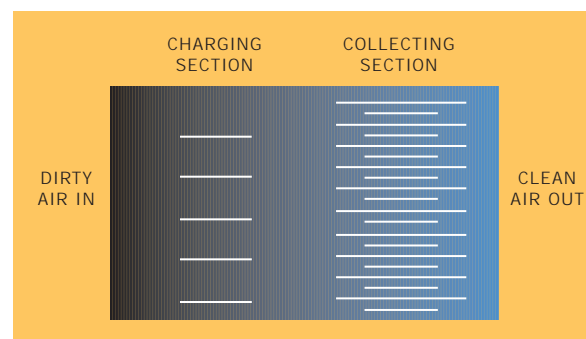 CHARGING
SECTION
COLLECTING
SECTION
DIRTY
AIR IN
CLEAN
AIR OUT